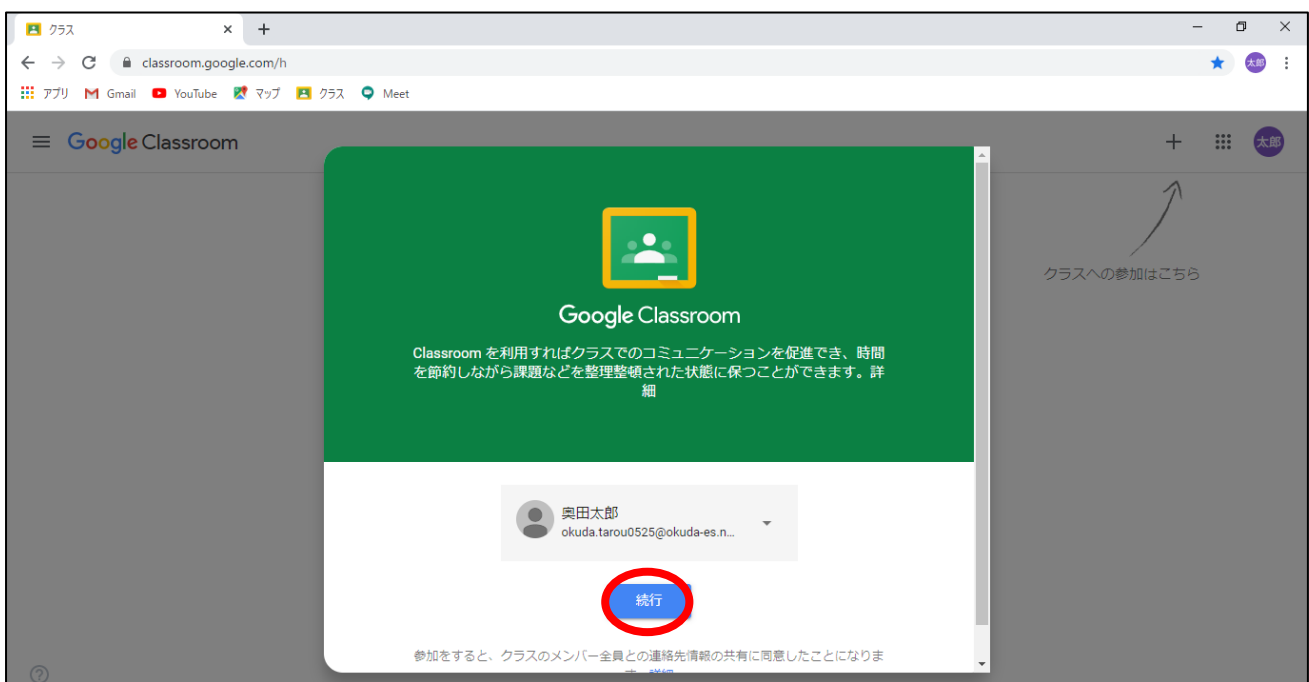 クラス
classroom.google.com/h
太郎
アプリ Gmail YouTube マップ クラス Meet
Google Classroom
太郎
クラスへの参加はこちら
Google Classroom
Classroom を利用すればクラスでのコミュニケーションを促進でき、時間
を節約しながら課題などを整理整頓された状態に保つことができます。詳
細
奥田太郎
okuda.tarou0525@okuda-es.n...
続行
参加をすると、クラスのメンバー全員との連絡先情報の共有に同意したことになりま
す。詳細